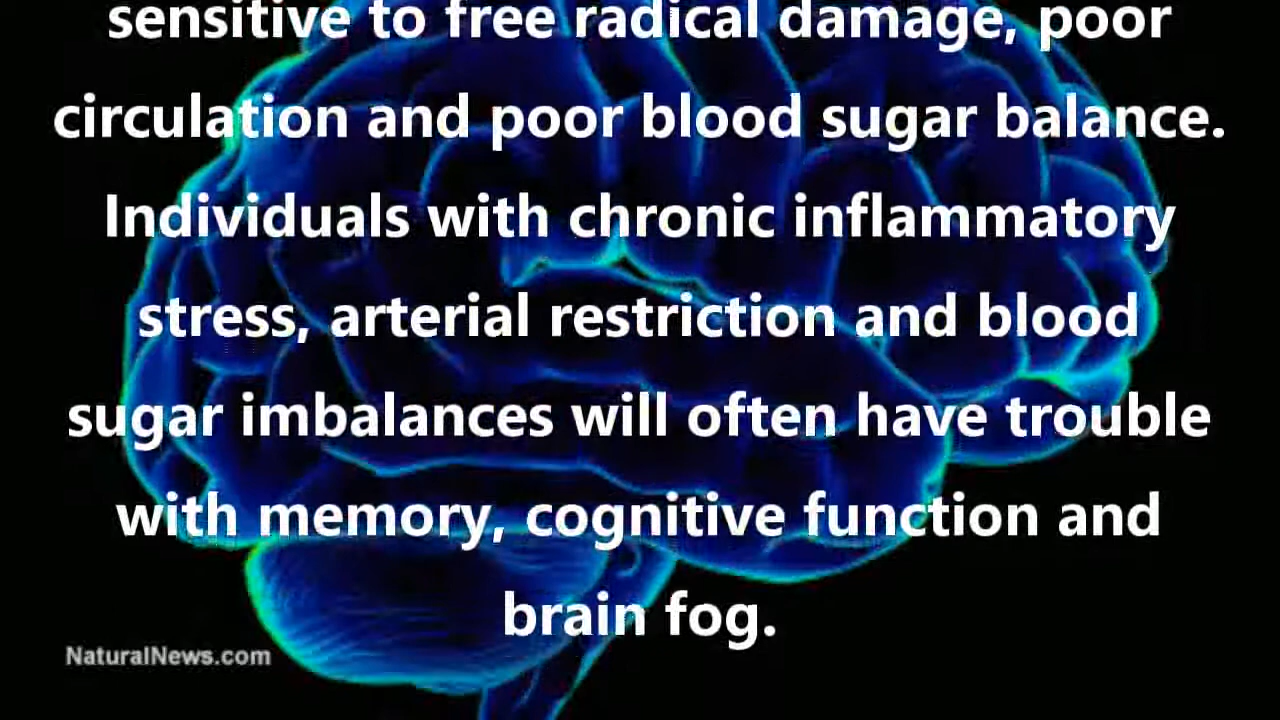 sensitive to free radical damage, poor
circulation and poor blood sugar balance.
Individuals with chronic inflammatory
stress, arterial restriction and blood
sugar imbalances will often have trouble
with memory, cognitive function and
brain fog.
NaturalNews.com